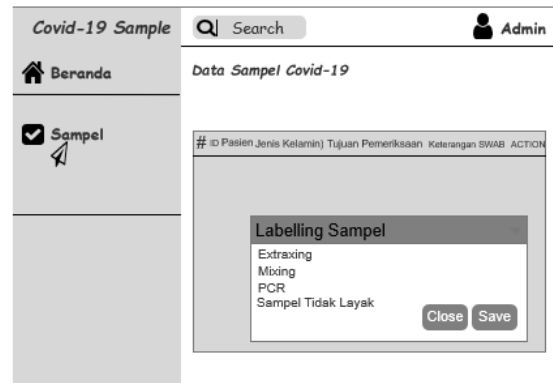 Covid-19 Sample
Search
Admin
Beranda
Data Sampel Covid-19
Sampel
# ID Pasien Jenis Kelamin) Tujuan Pemeriksaan Keterangan SWAB ACTION
Labelling Sampel
Extraxing
Mixing
PCR
Sampel Tidak Layak
Close Save